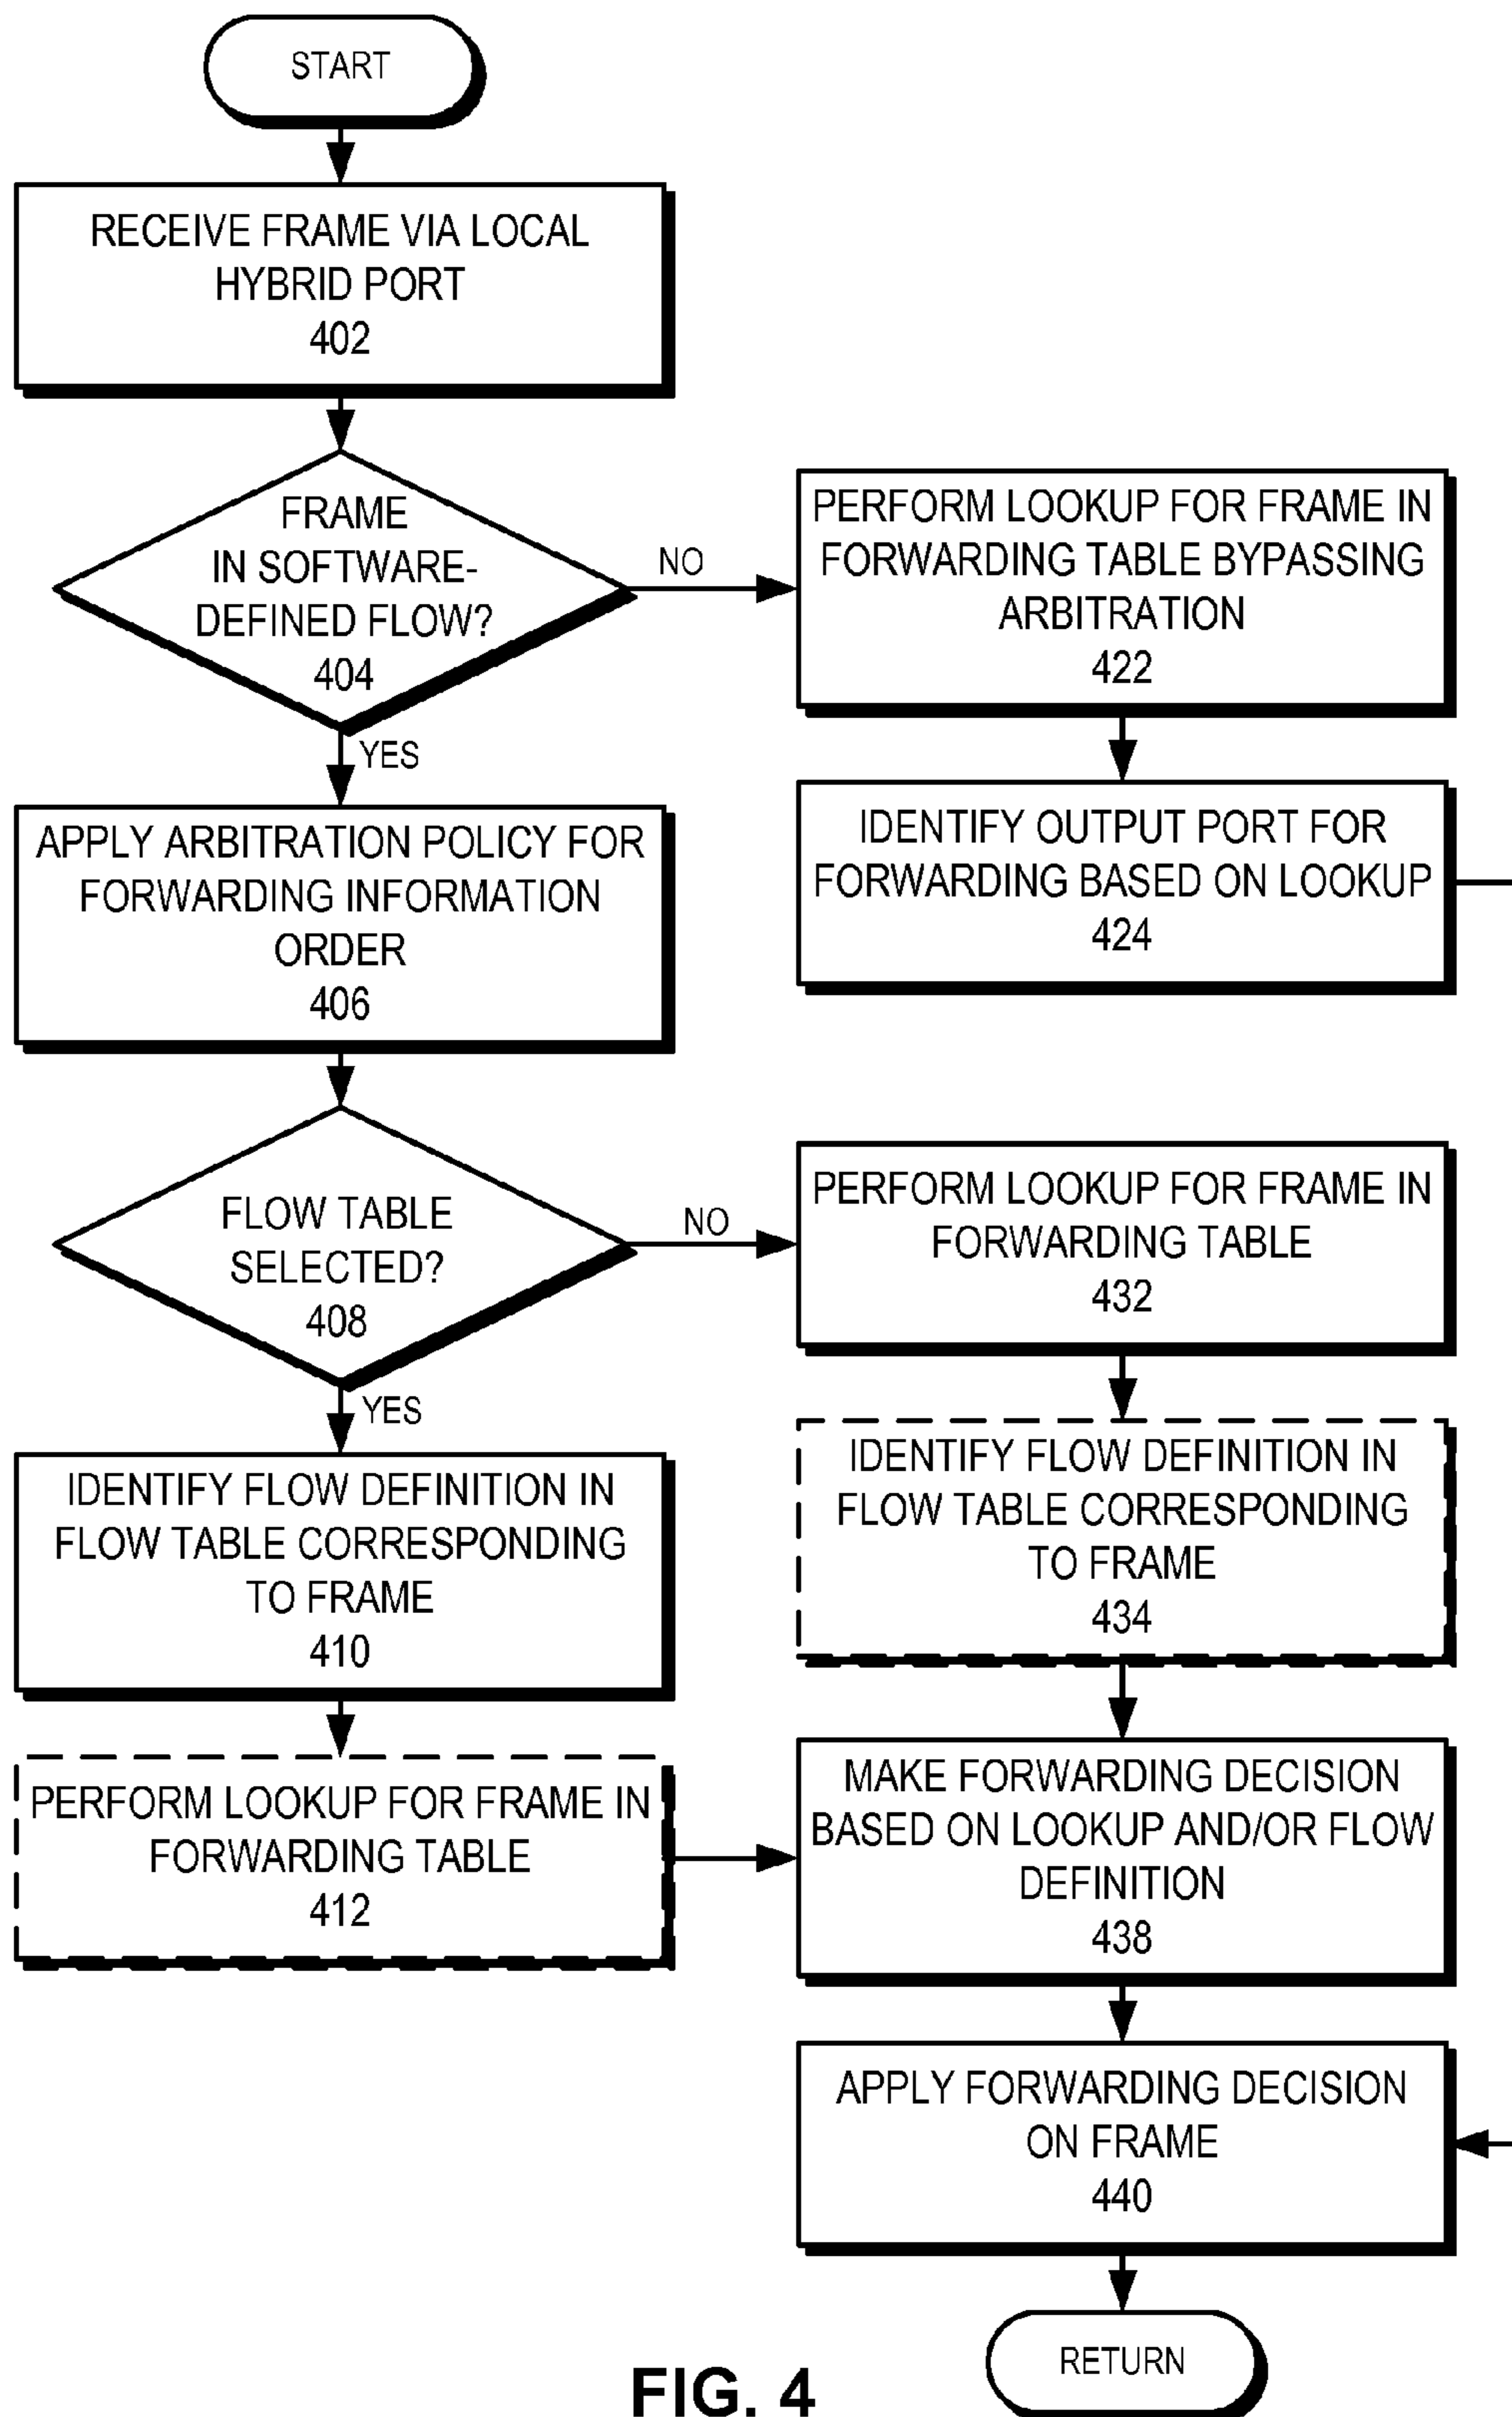 START
RECEIVE FRAME VIA LOCAL
HYBRID PORT
402
FRAME
IN SOFTWARE-
DEFINED FLOW?
404
NO
YES
PERFORM LOOKUP FOR FRAME IN
FORWARDING TABLE BYPASSING
ARBITRATION
422
IDENTIFY OUTPUT PORT FOR
FORWARDING BASED ON LOOKUP
424
APPLY ARBITRATION POLICY FOR
FORWARDING INFORMATION
ORDER
406
FLOW TABLE
SELECTED?
408
NO
YES
PERFORM LOOKUP FOR FRAME IN
FORWARDING TABLE
432
IDENTIFY FLOW DEFINITION IN
FLOW TABLE CORRESPONDING
TO FRAME
434
IDENTIFY FLOW DEFINITION IN
FLOW TABLE CORRESPONDING
TO FRAME
410
PERFORM LOOKUP FOR FRAME IN
FORWARDING TABLE
412
MAKE FORWARDING DECISION
BASED ON LOOKUP AND/OR FLOW
DEFINITION
438
APPLY FORWARDING DECISION
ON FRAME
440
RETURN
FIG. 4